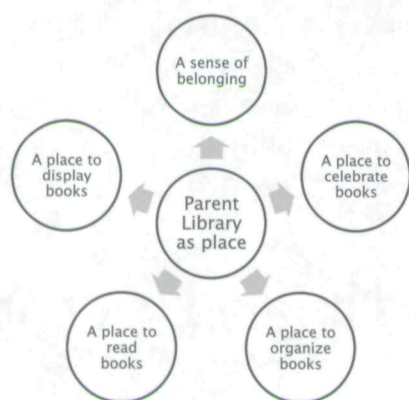 A sense of
belonging
A place to
display
books
A place to
celebrate
books
Parent
Library
as place
A place to
read
books
A place to
organize
books